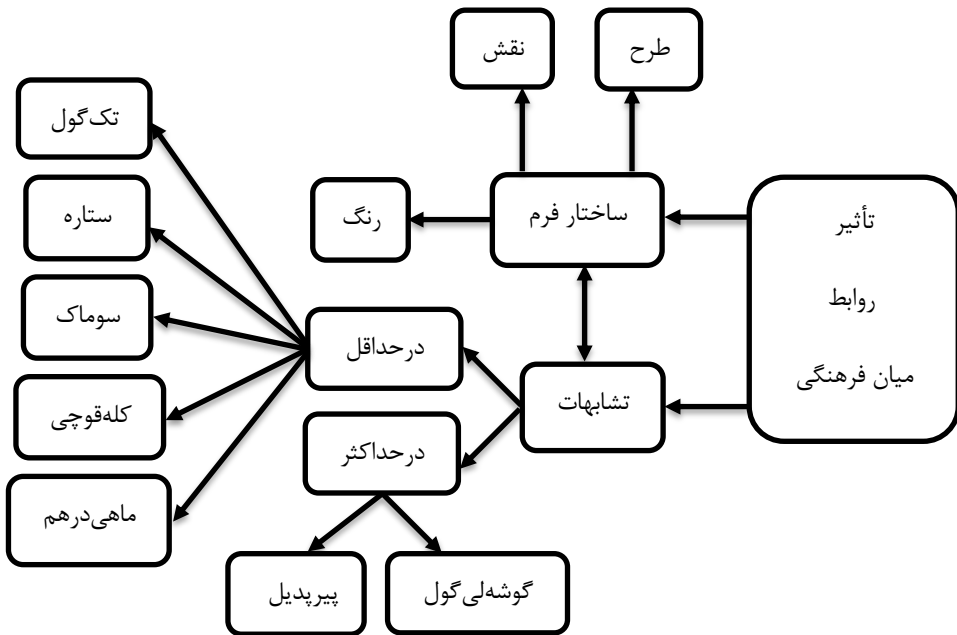 نقش
طرح
تک‌گول
ستاره
رنگ
ساختار فرم
تأثیر
روابط
میان فرهنگی
سوماک
درحداقل
تشابهات
کله‌قوچی
درحداکثر
ماهی‌درهم
پیرپدیل
گوشه‌لی‌گول